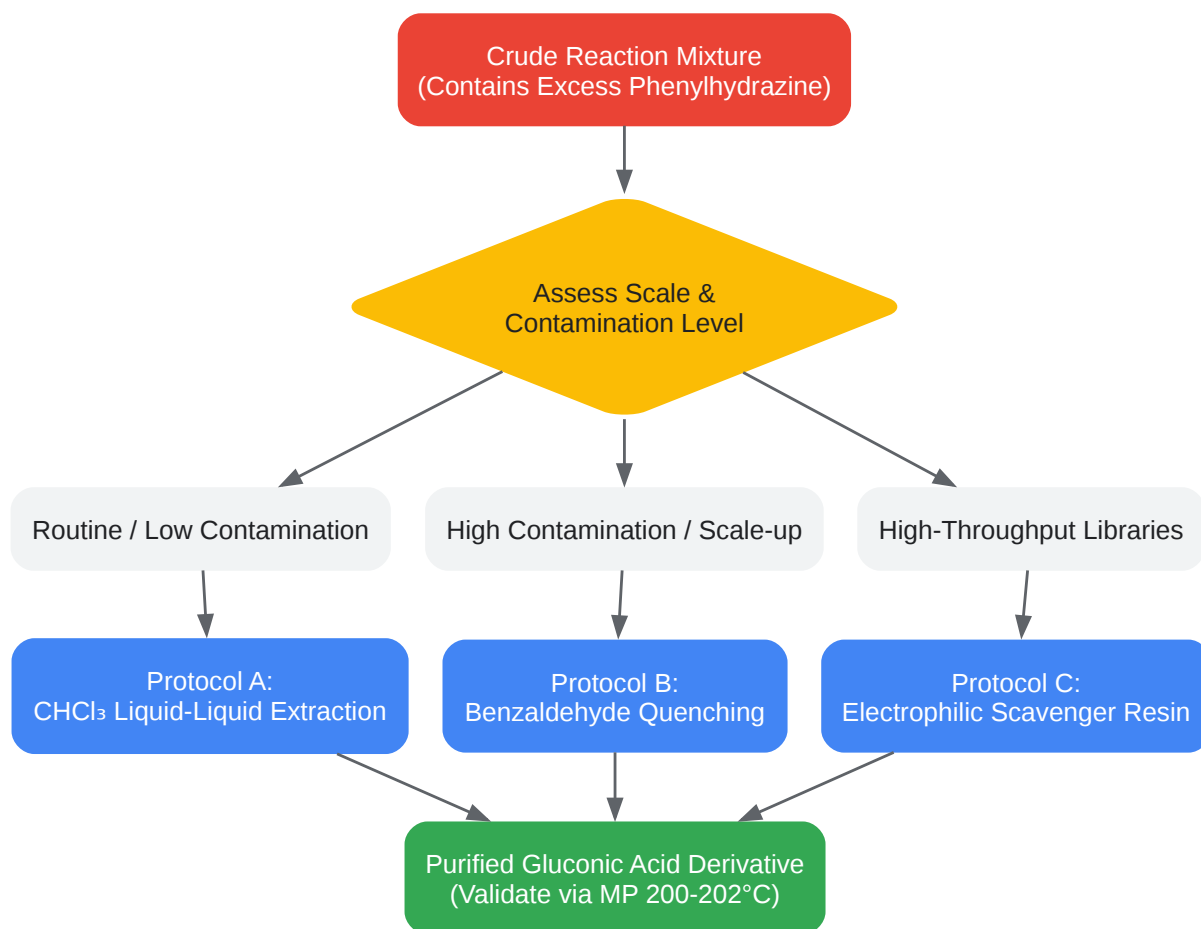 Crude Reaction Mixture
(Contains Excess Phenylhydrazine)
Assess Scale &
Contamination Level
Routine / Low Contamination
High Contamination / Scale-up
High-Throughput Libraries
Protocol A:
CHCl₃ Liquid-Liquid Extraction
Protocol B:
Benzaldehyde Quenching
Protocol C:
Electrophilic Scavenger Resin
Purified Gluconic Acid Derivative
(Validate via MP 200-202°C)